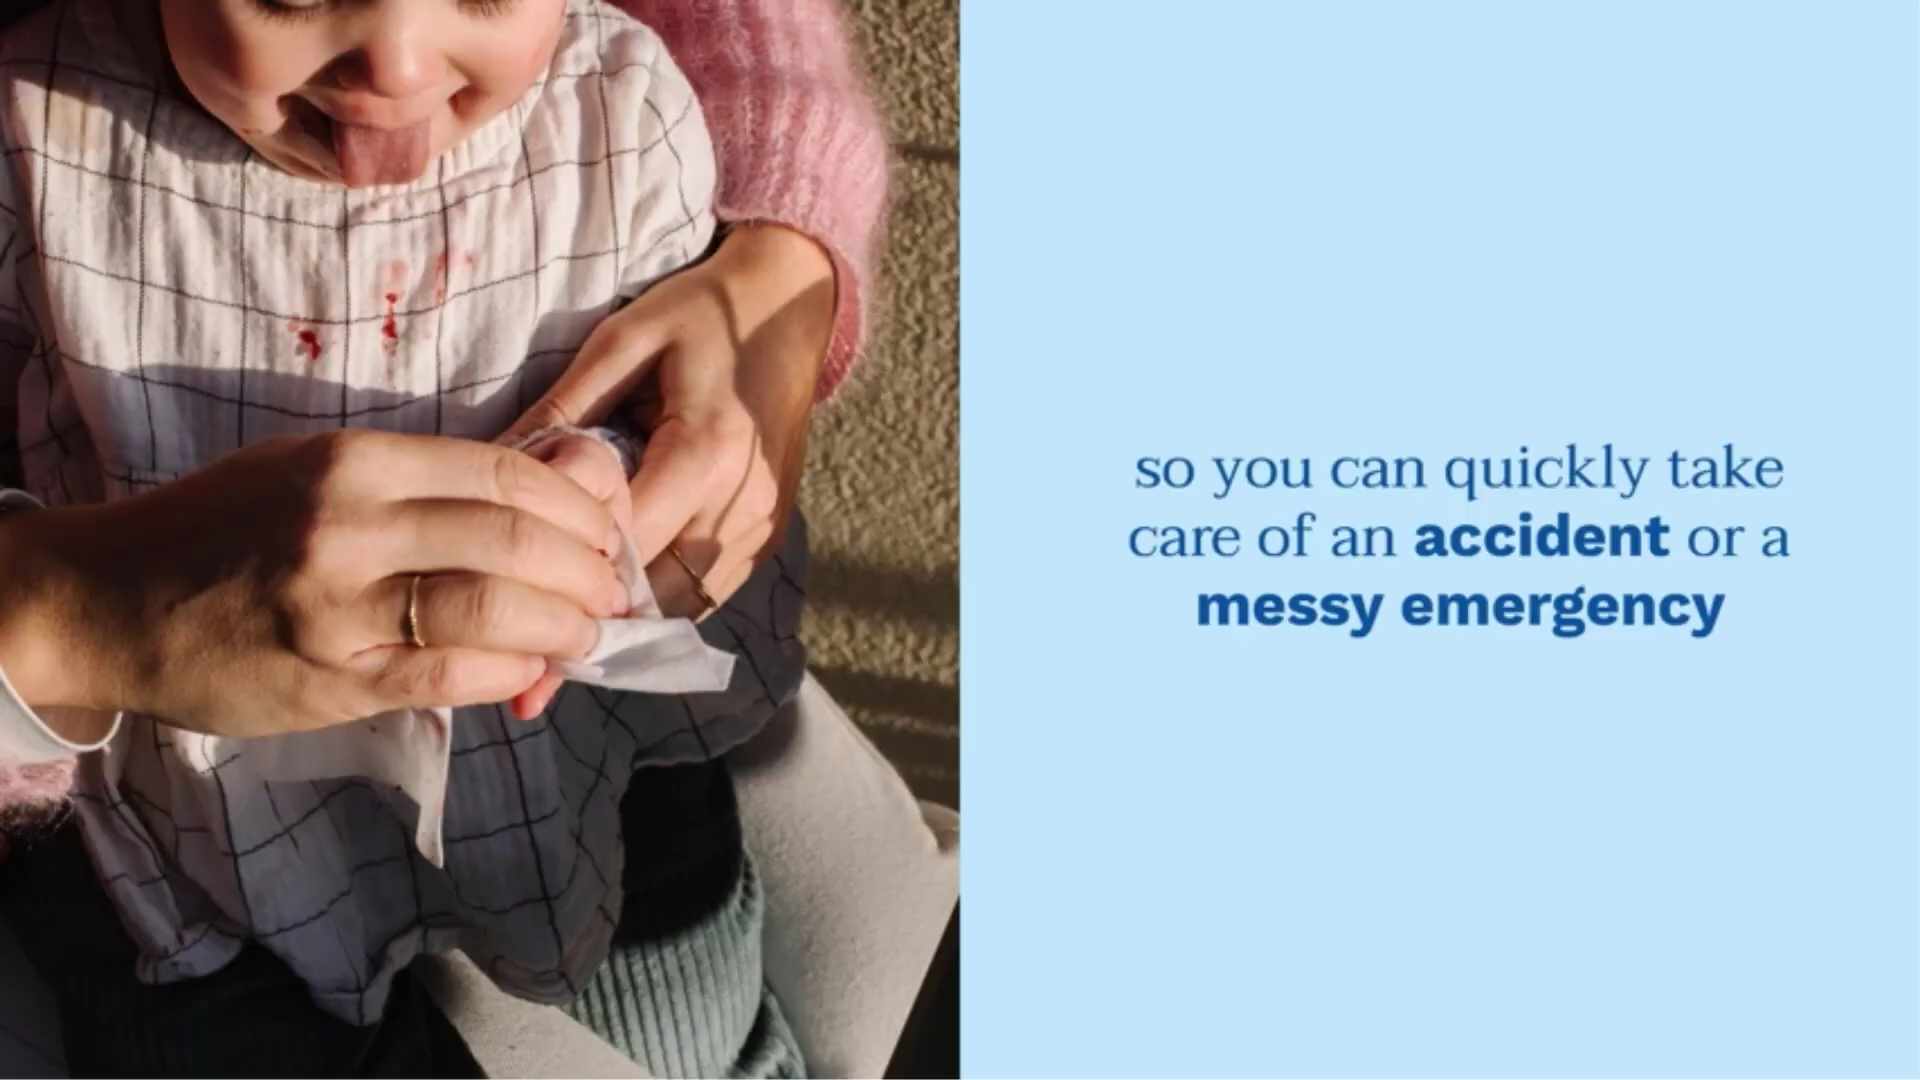 so you can quickly take
care of an accident or a
messy emergency